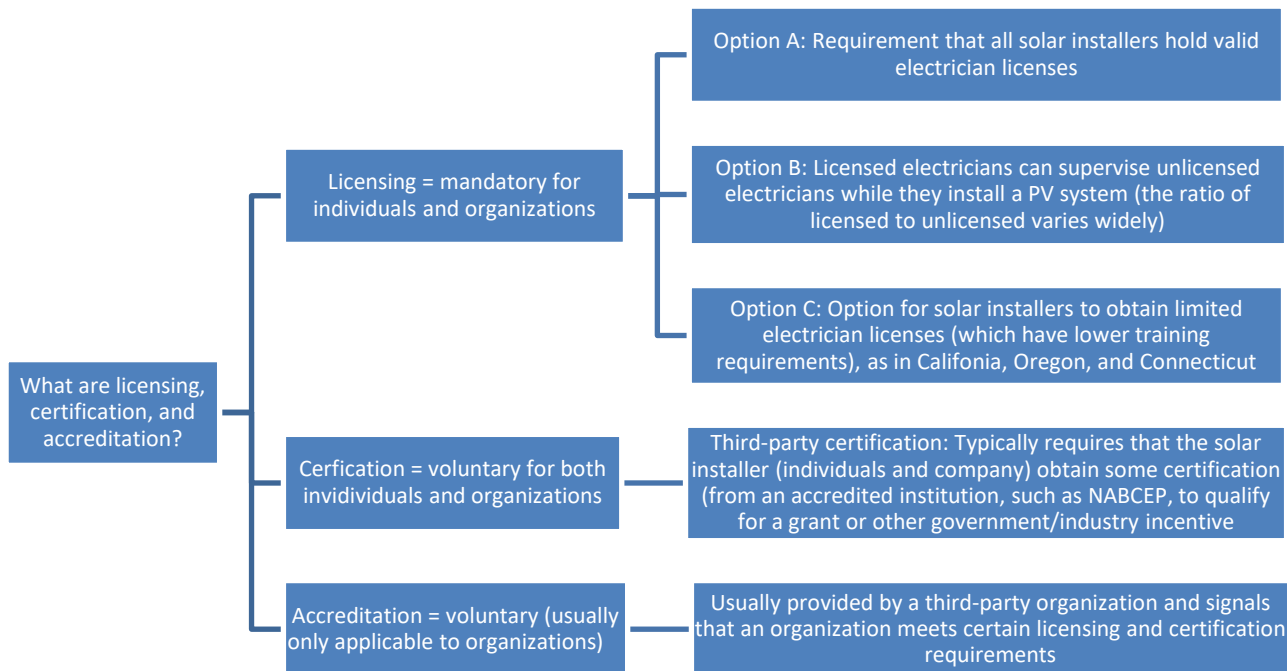 What are licensing,
certification, and
accreditation?
Licensing = mandatory for
individuals and organizations
Option A: Requirement that all solar installers hold valid
electrician licenses
Option B: Licensed electricians can supervise unlicensed
electricians while they install a PV system (the ratio of
licensed to unlicensed varies widely)
Option C: Option for solar installers to obtain limited
electrician licenses (which have lower training
requirements), as in Califonia, Oregon, and Connecticut
Cerfication = voluntary for both
invidividuals and organizations
Third-party certification: Typically requires that the solar
installer (individuals and company) obtain some certification
(from an accredited institution, such as NABCEP, to qualify
for a grant or other government/industry incentive
Accreditation = voluntary (usually
only applicable to organizations)
Usually provided by a third-party organization and signals
that an organization meets certain licensing and certification
requirements